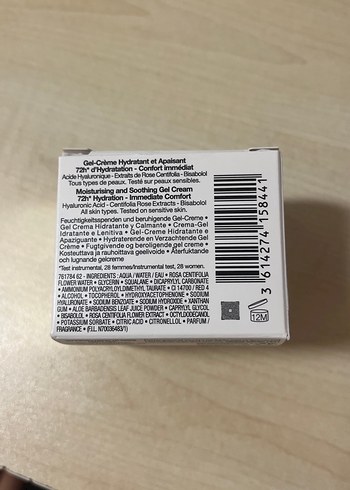 Gel-Crème Hydratant et Apaisant
72h* d'Hydratation - Confort immédiat
Acide Hyaluronique - Extraits de Rose Centifolia - Bisabolol
Tous types de peaux. Testé sur peaux sensibles.
Moisturising and Soothing Gel Cream
72h* Hydration - Immediate Comfort
Hyaluronic Acid - Centifolia Rose Extracts - Bisabolol
All skin types. Tested on sensitive skin.
Feuchtigkeitsspendendes und beruhigende Gel-Creme •
Gel Crema Hidratante y Calmante • Crema-Gel
Idratante e Lenitiva • Gel-Creme Hidratante e
Apaziguante • Hydraterende en Verzachtende Gel
Crème • Fugtgivende og beroligende gel creme •
Kosteuttava ja rauhoittava geelivoide • Återfuktande
och lugnande gelcreme
*Test instrumental, 28 femmes/Instrumental test, 28 women.
761784 62 - INGREDIENTS : AQUA / WATER / EAU • ROSA CENTIFOLIA
FLOWER WATER • GLYCERIN • SQUALANE • DICAPRYLYL CARBONATE
• AMMONIUM POLYACRYLOYLDIMETHYL TAURATE • CI 14700 / RED 4
• ALCOHOL • TOCOPHEROL • HYDROXYACETOPHENONE • SODIUM
HYALURONATE • SODIUM BENZOATE • SODIUM HYDROXIDE • XANTHAN
GUM • ALOE BARBADENSIS LEAF JUICE POWDER • CAPRYLYL GLYCOL
• BISABOLOL • ROSA CENTIFOLIA FLOWER EXTRACT • OCTYLDODECANOL
• POTASSIUM SORBATE • CITRIC ACID • CITRONELLOL • PARFUM /
FRAGRANCE • (F.I.L. N70036483/1)
3 614274 158441
12M